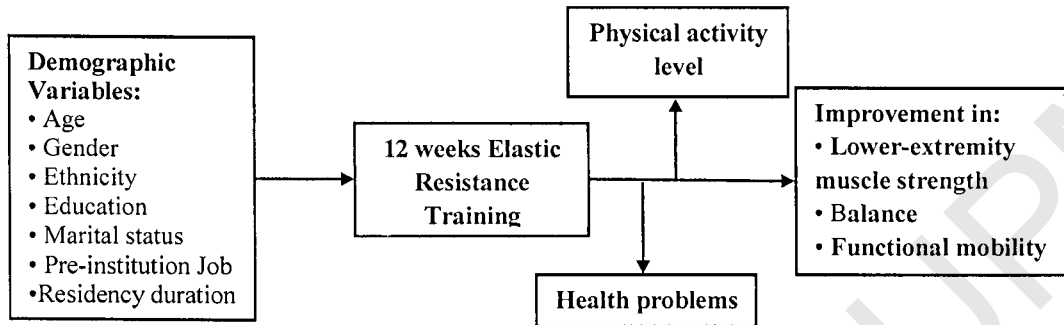 Demographic
Variables:
• Age
• Gender
• Ethnicity
• Education
• Marital status
• Pre-institution Job
•Residency duration
12 weeks Elastic
Resistance
Training
Physical activity
level
Health problems
Improvement in:
• Lower-extremity
muscle strength
• Balance
• Functional mobility
UPM